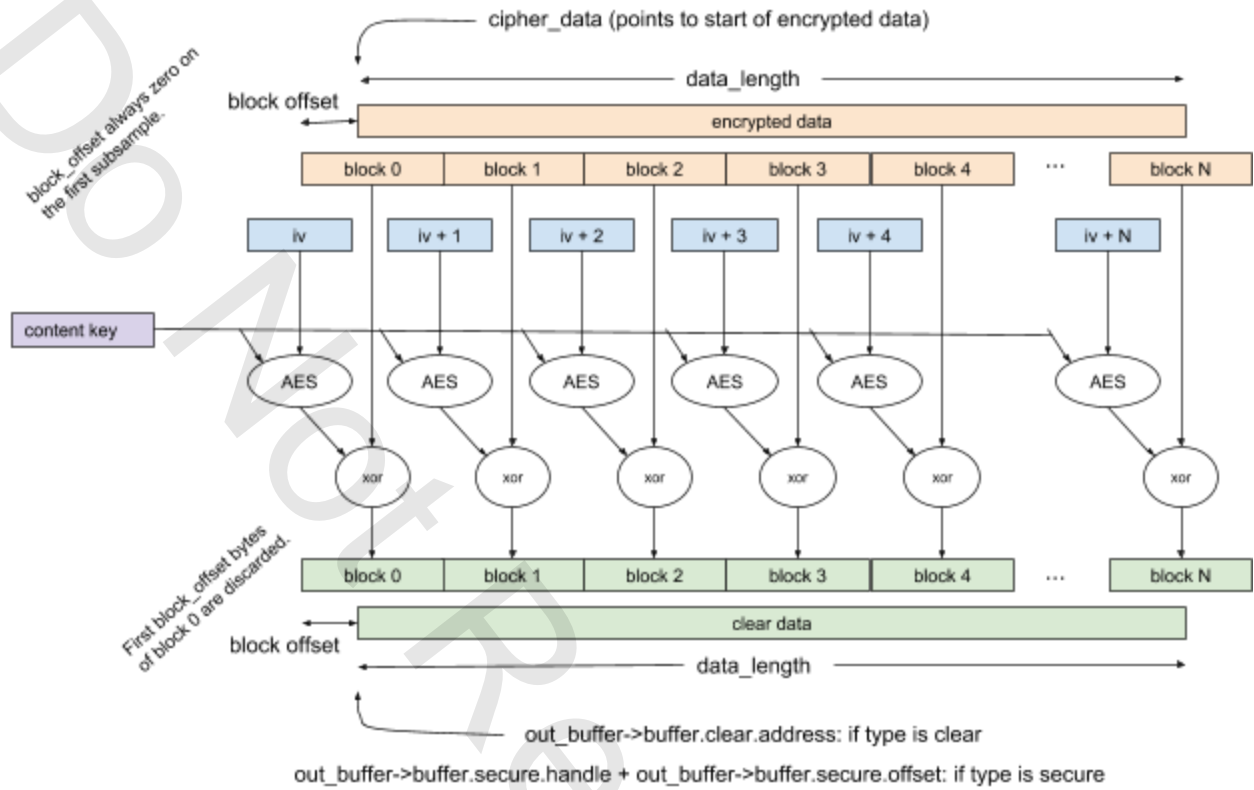 cipher_data (points to start of encrypted data)
data_length
block offset
block_offset always zero on
the first subsample.
encrypted data
block 0 block 1 block 2 block 3 block 4 ... block N
iv iv + 1 iv + 2 iv + 3 iv + 4 iv + N
content key
AES AES AES AES AES AES
xor xor xor xor xor xor
First block_offset bytes
of block 0 are discarded.
block 0 block 1 block 2 block 3 block 4 ... block N
clear data
block offset
data_length
out_buffer->buffer.clear.address: if type is clear
out_buffer->buffer.secure.handle + out_buffer->buffer.secure.offset: if type is secure
Do Not Re